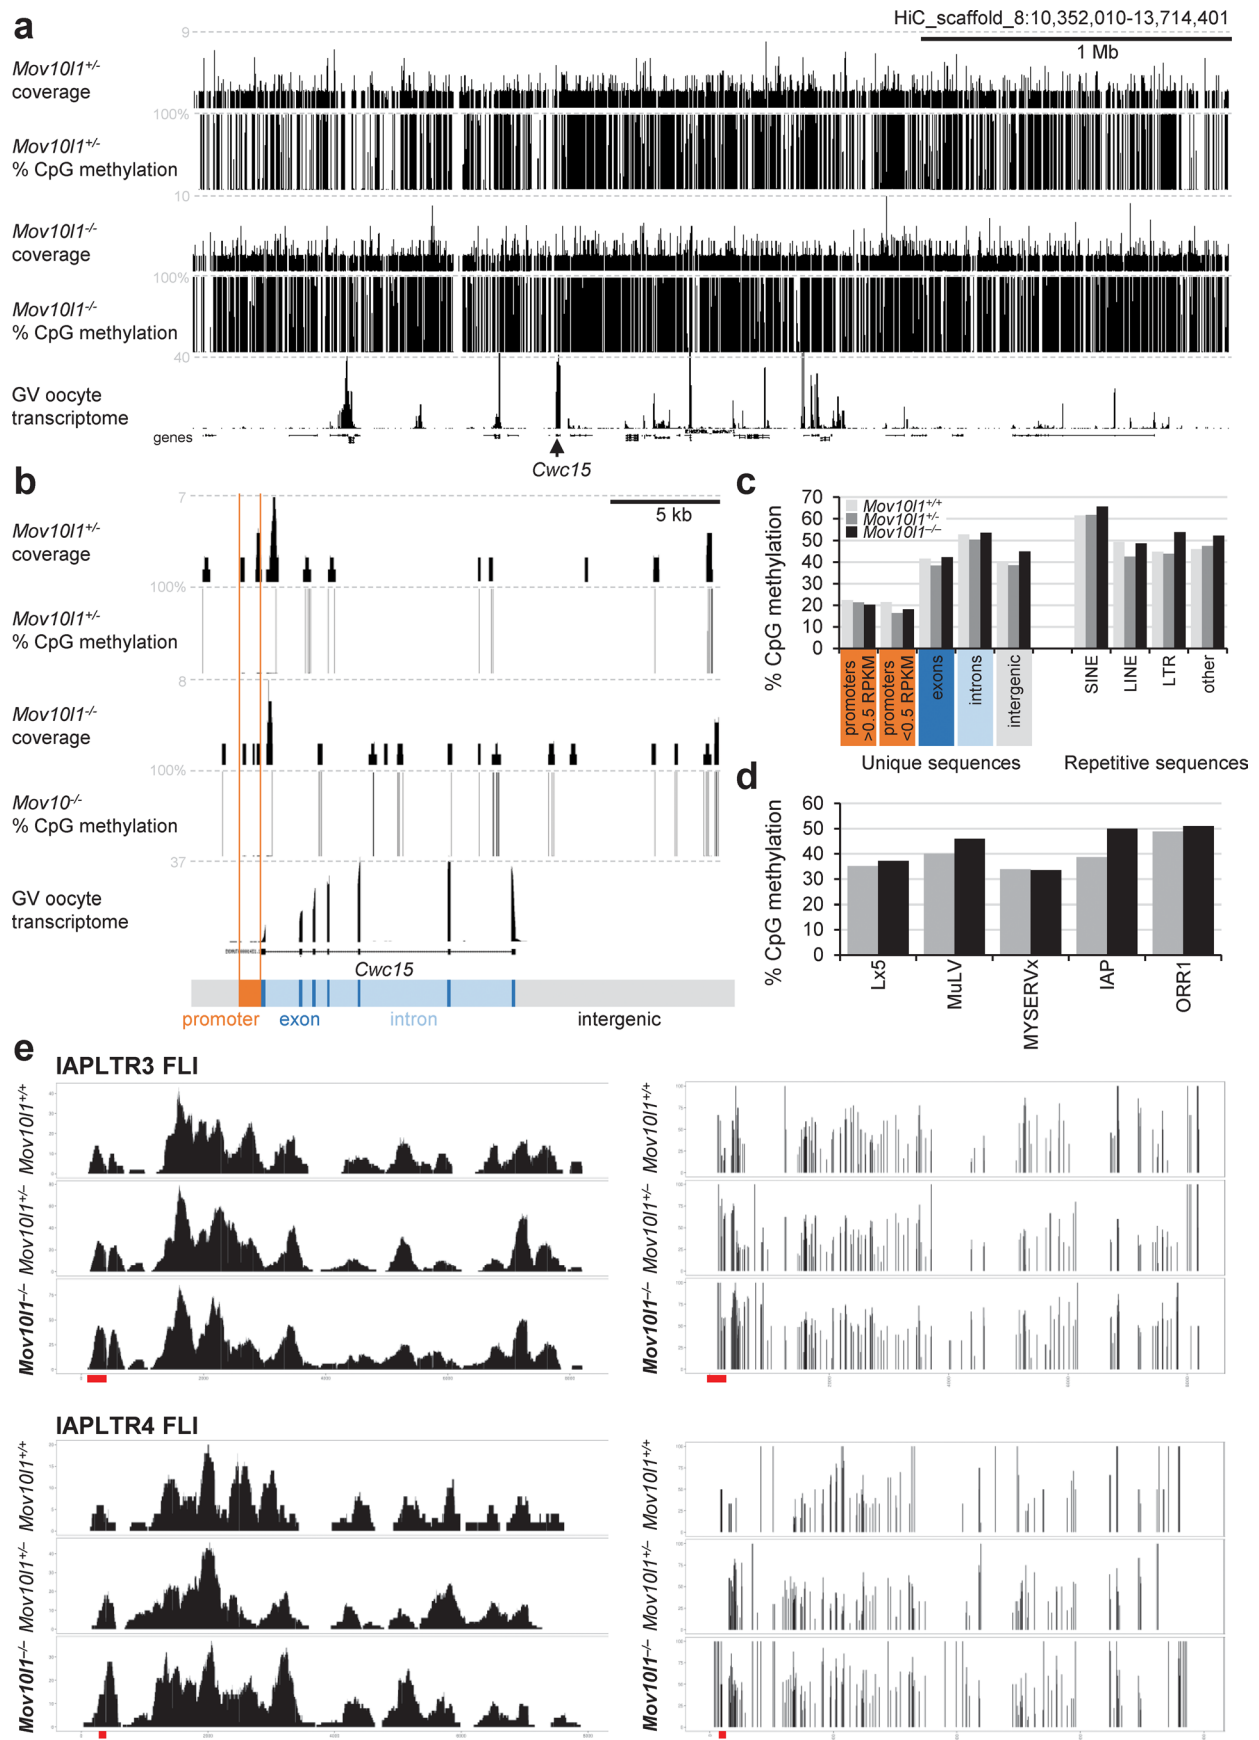 a
HiC_scaffold_8:10,352,010-13,714,401
1 Mb
9
Mov10l1+/-
coverage
100%
Mov10l1+/-
% CpG methylation
10
Mov10l1-/-
coverage
100%
Mov10l1-/-
% CpG methylation
40
GV oocyte
transcriptome
genes
Cwc15
b
7
5 kb
Mov10l1+/-
coverage
100%
Mov10l1+/-
% CpG methylation
8
Mov10l1-/-
coverage
100%
Mov10-/-
% CpG methylation
37
GV oocyte
transcriptome
Cwc15
promoter exon intron intergenic
c
% CpG methylation
70
60
50
40
30
20
10
0
Mov10l1+/+
Mov10l1+/-
Mov10l1–/–
promoters >0.5 RPKM
promoters <0.5 RPKM
exons
introns
intergenic
SINE
LINE
LTR
other
Unique sequences
Repetitive sequences
d
% CpG methylation
60
50
40
30
20
10
0
Lx5
MuLV
MYSERVx
IAP
ORR1
e
IAPLTR3 FLI
Mov10l1+/+
Mov10l1+/–
Mov10l1–/–
Mov10l1+/+
Mov10l1+/–
Mov10l1–/–
IAPLTR4 FLI
Mov10l1+/+
Mov10l1+/–
Mov10l1–/–
Mov10l1+/+
Mov10l1+/–
Mov10l1–/–